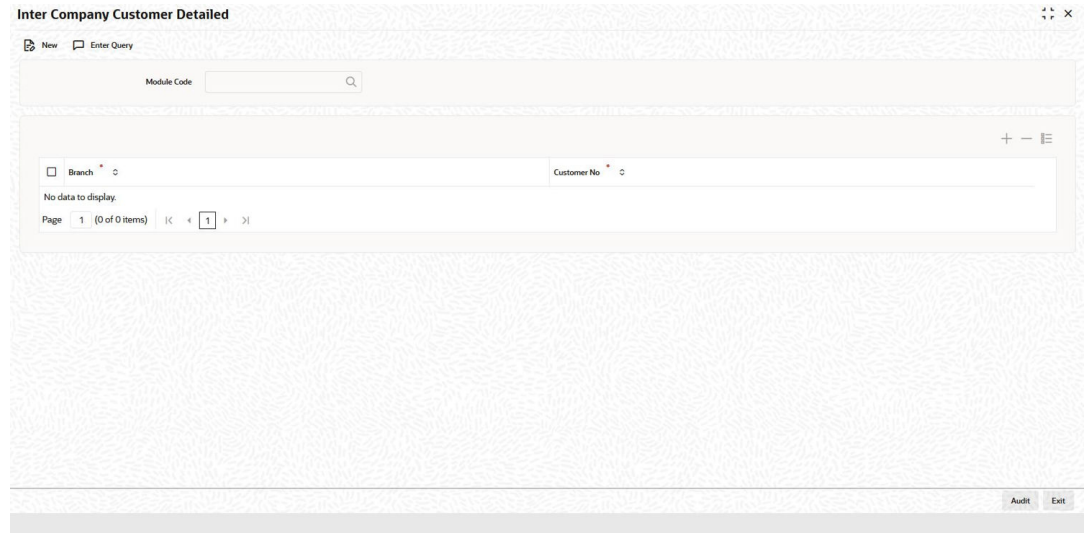 Inter Company Customer Detailed
New Enter Query
Module Code
Branch * Customer No *
No data to display.
Page 1 (0 of 0 items) 1
Audit Exit